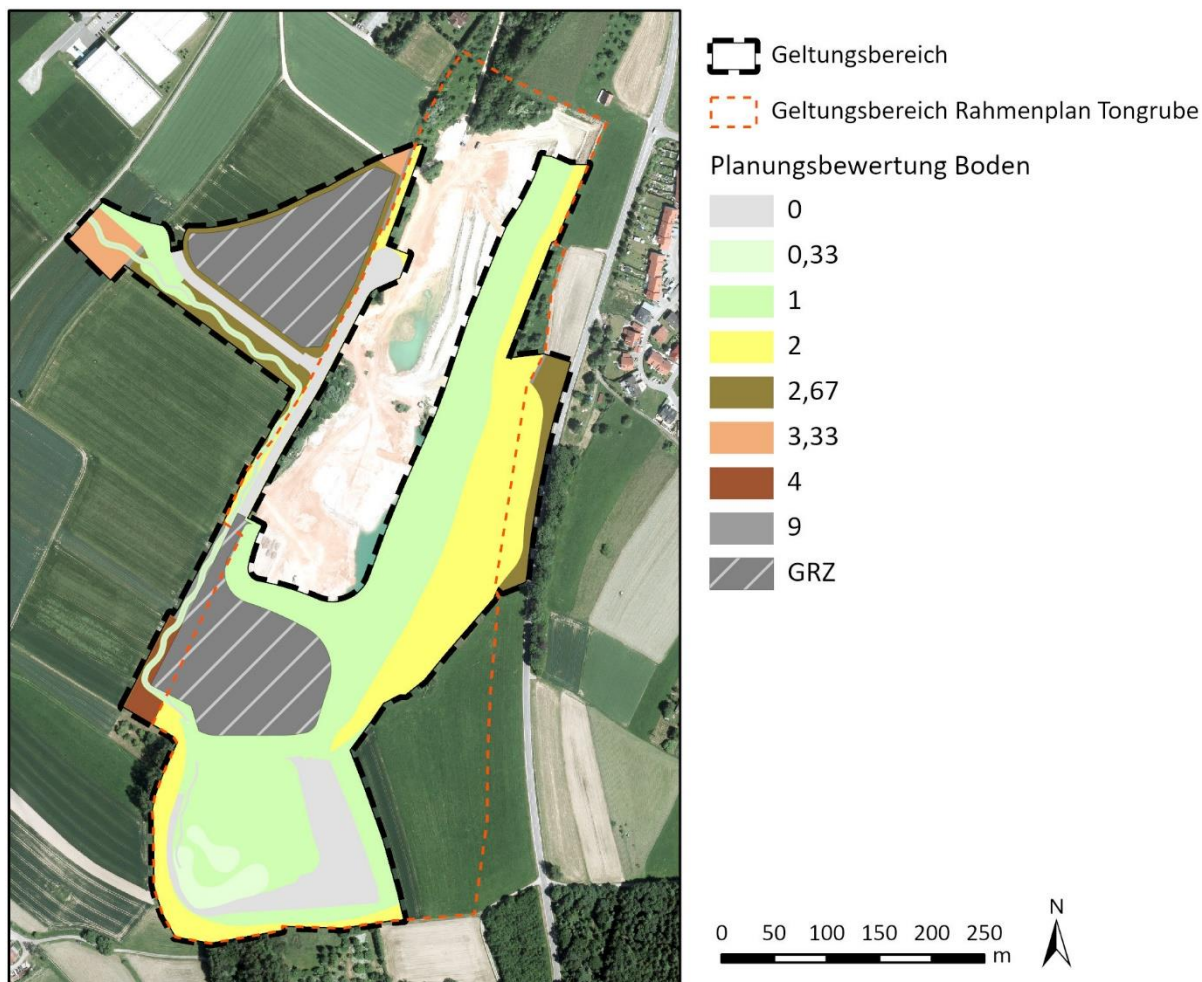 Geltungsbereich
Geltungsbereich Rahmenplan Tongrube
Planungsbewertung Boden
0
0,33
1
2
2,67
3,33
4
9
GRZ
N
0 50 100 150 200 250
m